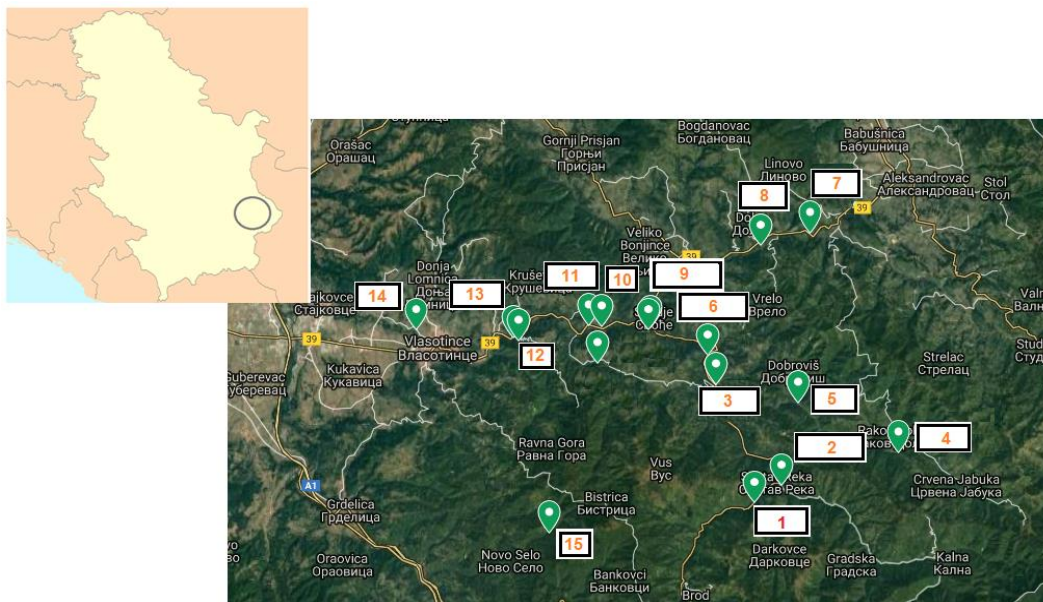 Bogdanovac
Богдановац
Gornji Prisjan
Горњи
Присјан
Orašac
Орашац
Babušnica
Бабушница
Linovo
Линово
Aleksandrovac
Александровац
Stol
Стол
7
8
39
Veliko
Bonjince
Велико
39
Donja
Lomnica
Доња
11
10
9
14
13
6
Vrelo
Врело
Vlasotince
Власотинце
39
39
12
Kukavica
Кукавица
Strelac
Стрелац
Dobroviš
3
5
4
Ravna Gora
Равна Гора
2
Vus
Вус
Crvena Jabuka
Црвена Јабука
A1
Bistrica
Бистрица
Grdelica
Грделица
1
15
Darkovce
Дарковце
Gradska
Градска
Kalna
Кална
Novo Selo
Ново Село
Oraovica
Ораовица
Bankovci
Банковци
Brod